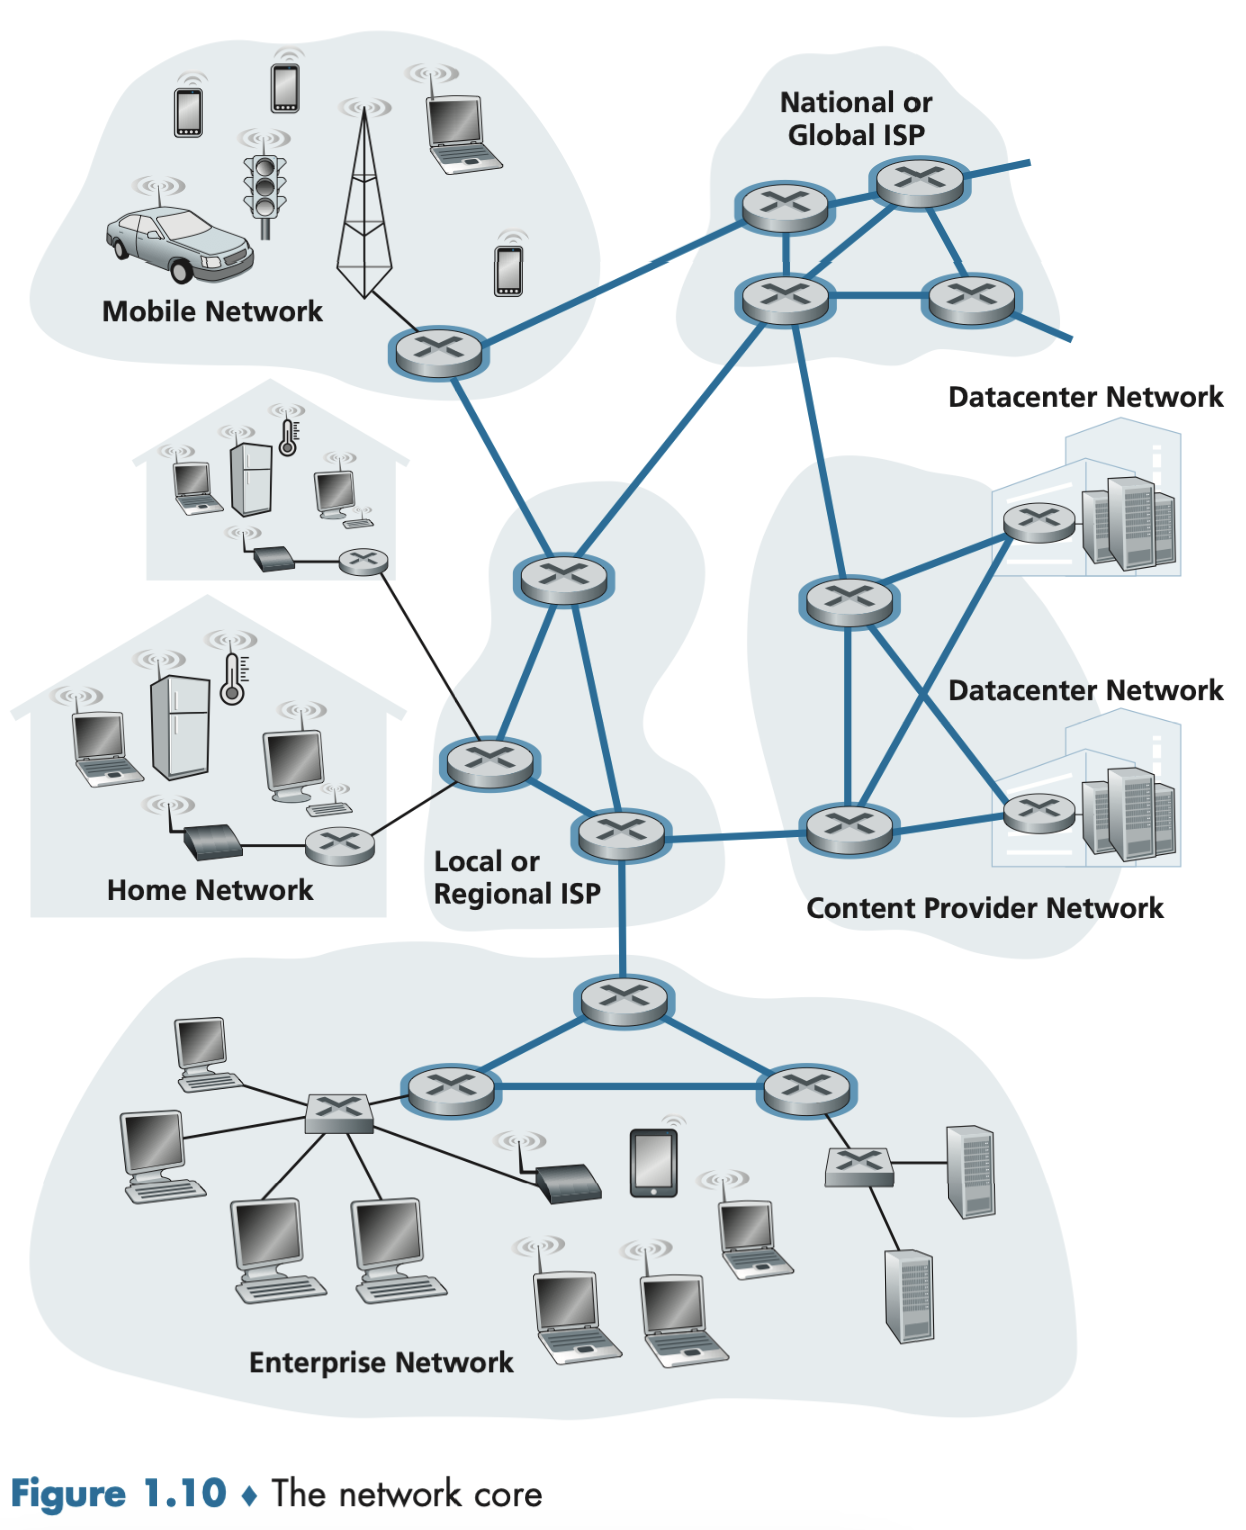 National or
Global ISP
Mobile Network
Datacenter Network
Datacenter Network
Local or
Regional ISP
Home Network
Content Provider Network
Enterprise Network
Figure 1.10 ♦ The network core